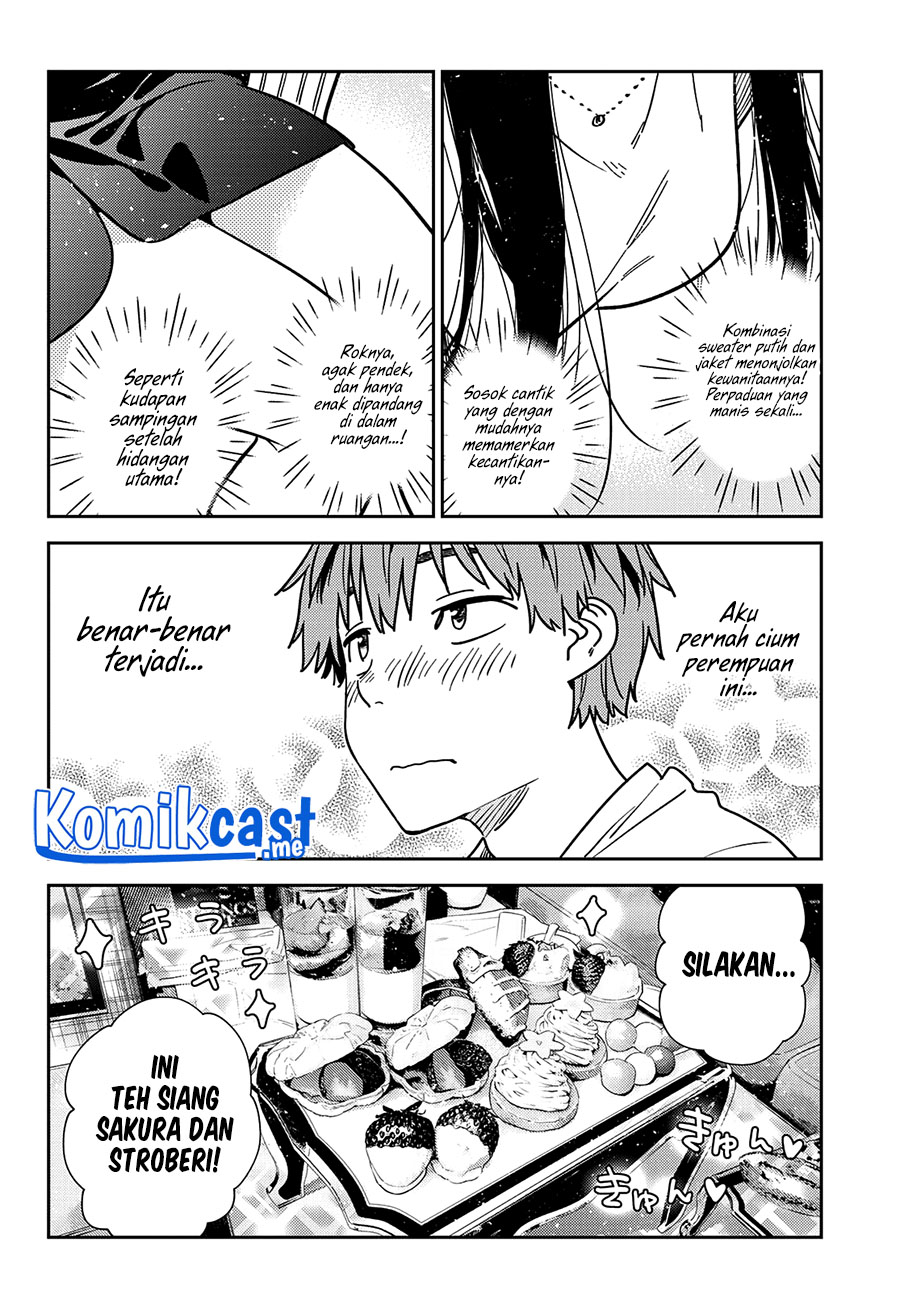 Kombinasi
sweater putih dan
jaket menonjolkan
kewanitaannya!
Perpaduan yang
manis sekali...
Sosok cantik
yang dengan
mudahnya
memamerkan
kecantikan-
nya!
Roknya,
agak pendek,
dan hanya
enak dipandang
di dalam
ruangan...!
Seperti
kudapan
sampingan
setelah
hidangan
utama!
Aku
pernah cium
perempuan
ini...
Itu
benar-benar
terjadi...
Komikcast
.me
SILAKAN...
キラ
キラ
INI
TEH SIANG
SAKURA DAN
STROBERI!
きゅん♥
きゅん♥